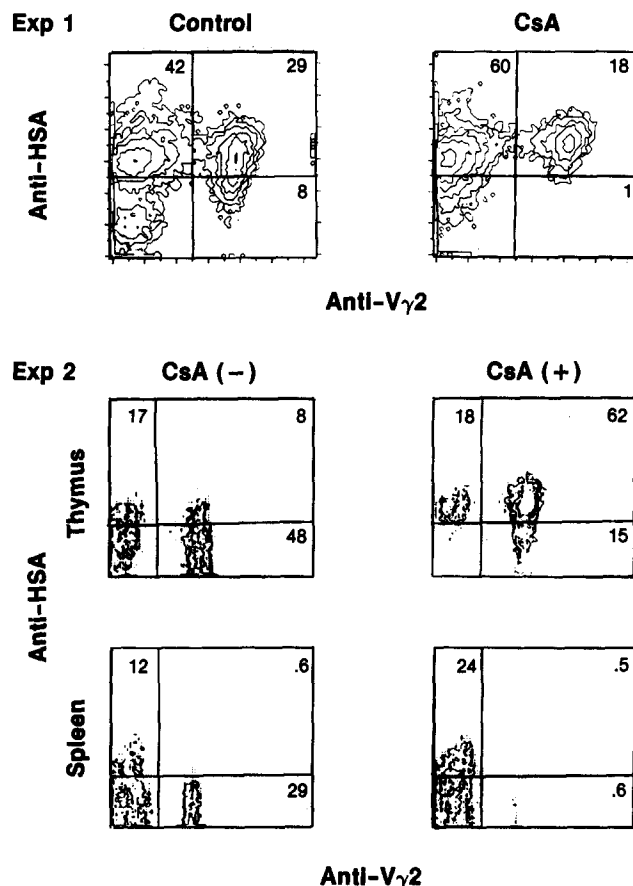 Exp 1 Control CsA
42 29 60 18
Anti-HSA
8 1
Anti-Vγ2
Exp 2 CsA (−) CsA (+)
17 8 18 62
Thymus
48 15
Anti-HSA
12 .6 24 .5
Spleen
29 .6
Anti-Vγ2